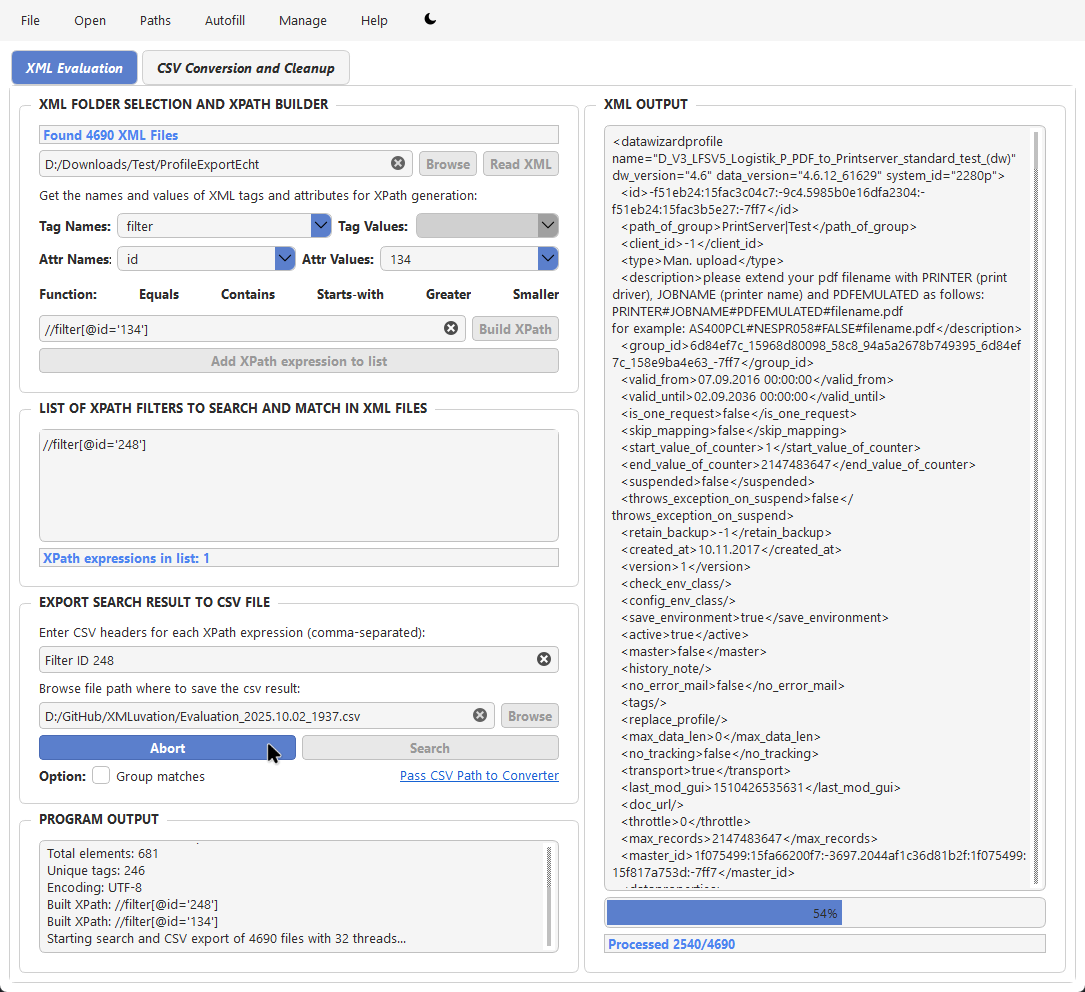 File Open Paths Autofill Manage Help
XML Evaluation CSV Conversion and Cleanup
XML FOLDER SELECTION AND XPATH BUILDER
Found 4690 XML Files
D:/Downloads/Test/ProfileExportEcht Browse Read XML
Get the names and values of XML tags and attributes for XPath generation:
Tag Names: filter Tag Values:
Attr Names: id Attr Values: 134
Function: Equals Contains Starts-with Greater Smaller
//filter[@id='134'] Build XPath
Add XPath expression to list
LIST OF XPATH FILTERS TO SEARCH AND MATCH IN XML FILES
//filter[@id='248']
XPath expressions in list: 1
EXPORT SEARCH RESULT TO CSV FILE
Enter CSV headers for each XPath expression (comma-separated):
Filter ID 248
Browse file path where to save the csv result:
D:/GitHub/XMLuvation/Evaluation_2025.10.02_1937.csv Browse
Abort Search
Option: Group matches Pass CSV Path to Converter
PROGRAM OUTPUT
Total elements: 681
Unique tags: 246
Encoding: UTF-8
Built XPath: //filter[@id='248']
Built XPath: //filter[@id='134']
Starting search and CSV export of 4690 files with 32 threads...
XML OUTPUT
<datawizardprofile
name="D_V3_LFSV5_Logistik_P_PDF_to_Printserver_standard_test_(dw)"
dw_version="4.6" data_version="4.6.12_61629" system_id="2280p">
<id>-f51eb24:15fac3c04c7:-9c4.5985b0e16dfa2304:-
f51eb24:15fac3b5e27:-7ff7</id>
<path_of_group>PrintServer|Test</path_of_group>
<client_id>-1</client_id>
<type>Man. upload</type>
<description>please extend your pdf filename with PRINTER (print
driver), JOBNAME (printer name) and PDFEMULATED as follows:
PRINTER#JOBNAME#PDFEMULATED#filename.pdf
for example: AS400PCL#NESPR058#FALSE#filename.pdf</description>
<group_id>6d84ef7c_15968d80098_58c8_94a5a2678b749395_6d84ef
7c_158e9ba4e63_-7ff7</group_id>
<valid_from>07.09.2016 00:00:00</valid_from>
<valid_until>02.09.2036 00:00:00</valid_until>
<is_one_request>false</is_one_request>
<skip_mapping>false</skip_mapping>
<start_value_of_counter>1</start_value_of_counter>
<end_value_of_counter>2147483647</end_value_of_counter>
<suspended>false</suspended>
<throws_exception_on_suspend>false</
throws_exception_on_suspend>
<retain_backup>-1</retain_backup>
<created_at>10.11.2017</created_at>
<version>1</version>
<check_env_class/>
<config_env_class/>
<save_environment>true</save_environment>
<active>true</active>
<master>false</master>
<history_note/>
<no_error_mail>false</no_error_mail>
<tags/>
<replace_profile/>
<max_data_len>0</max_data_len>
<no_tracking>false</no_tracking>
<transport>true</transport>
<last_mod_gui>1510426535631</last_mod_gui>
<doc_url/>
<throttle>0</throttle>
<max_records>2147483647</max_records>
<master_id>1f075499:15fa66200f7:-3697.2044af1c36d81b2f:1f075499:
15f817a753d:-7ff7</master_id>
54%
Processed 2540/4690